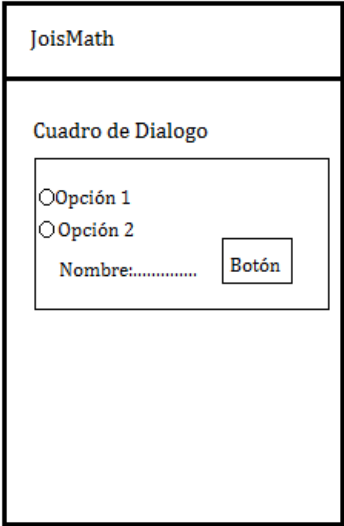 JoisMath
Cuadro de Dialogo
Opción 1
Opción 2
Nombre:..............
Botón